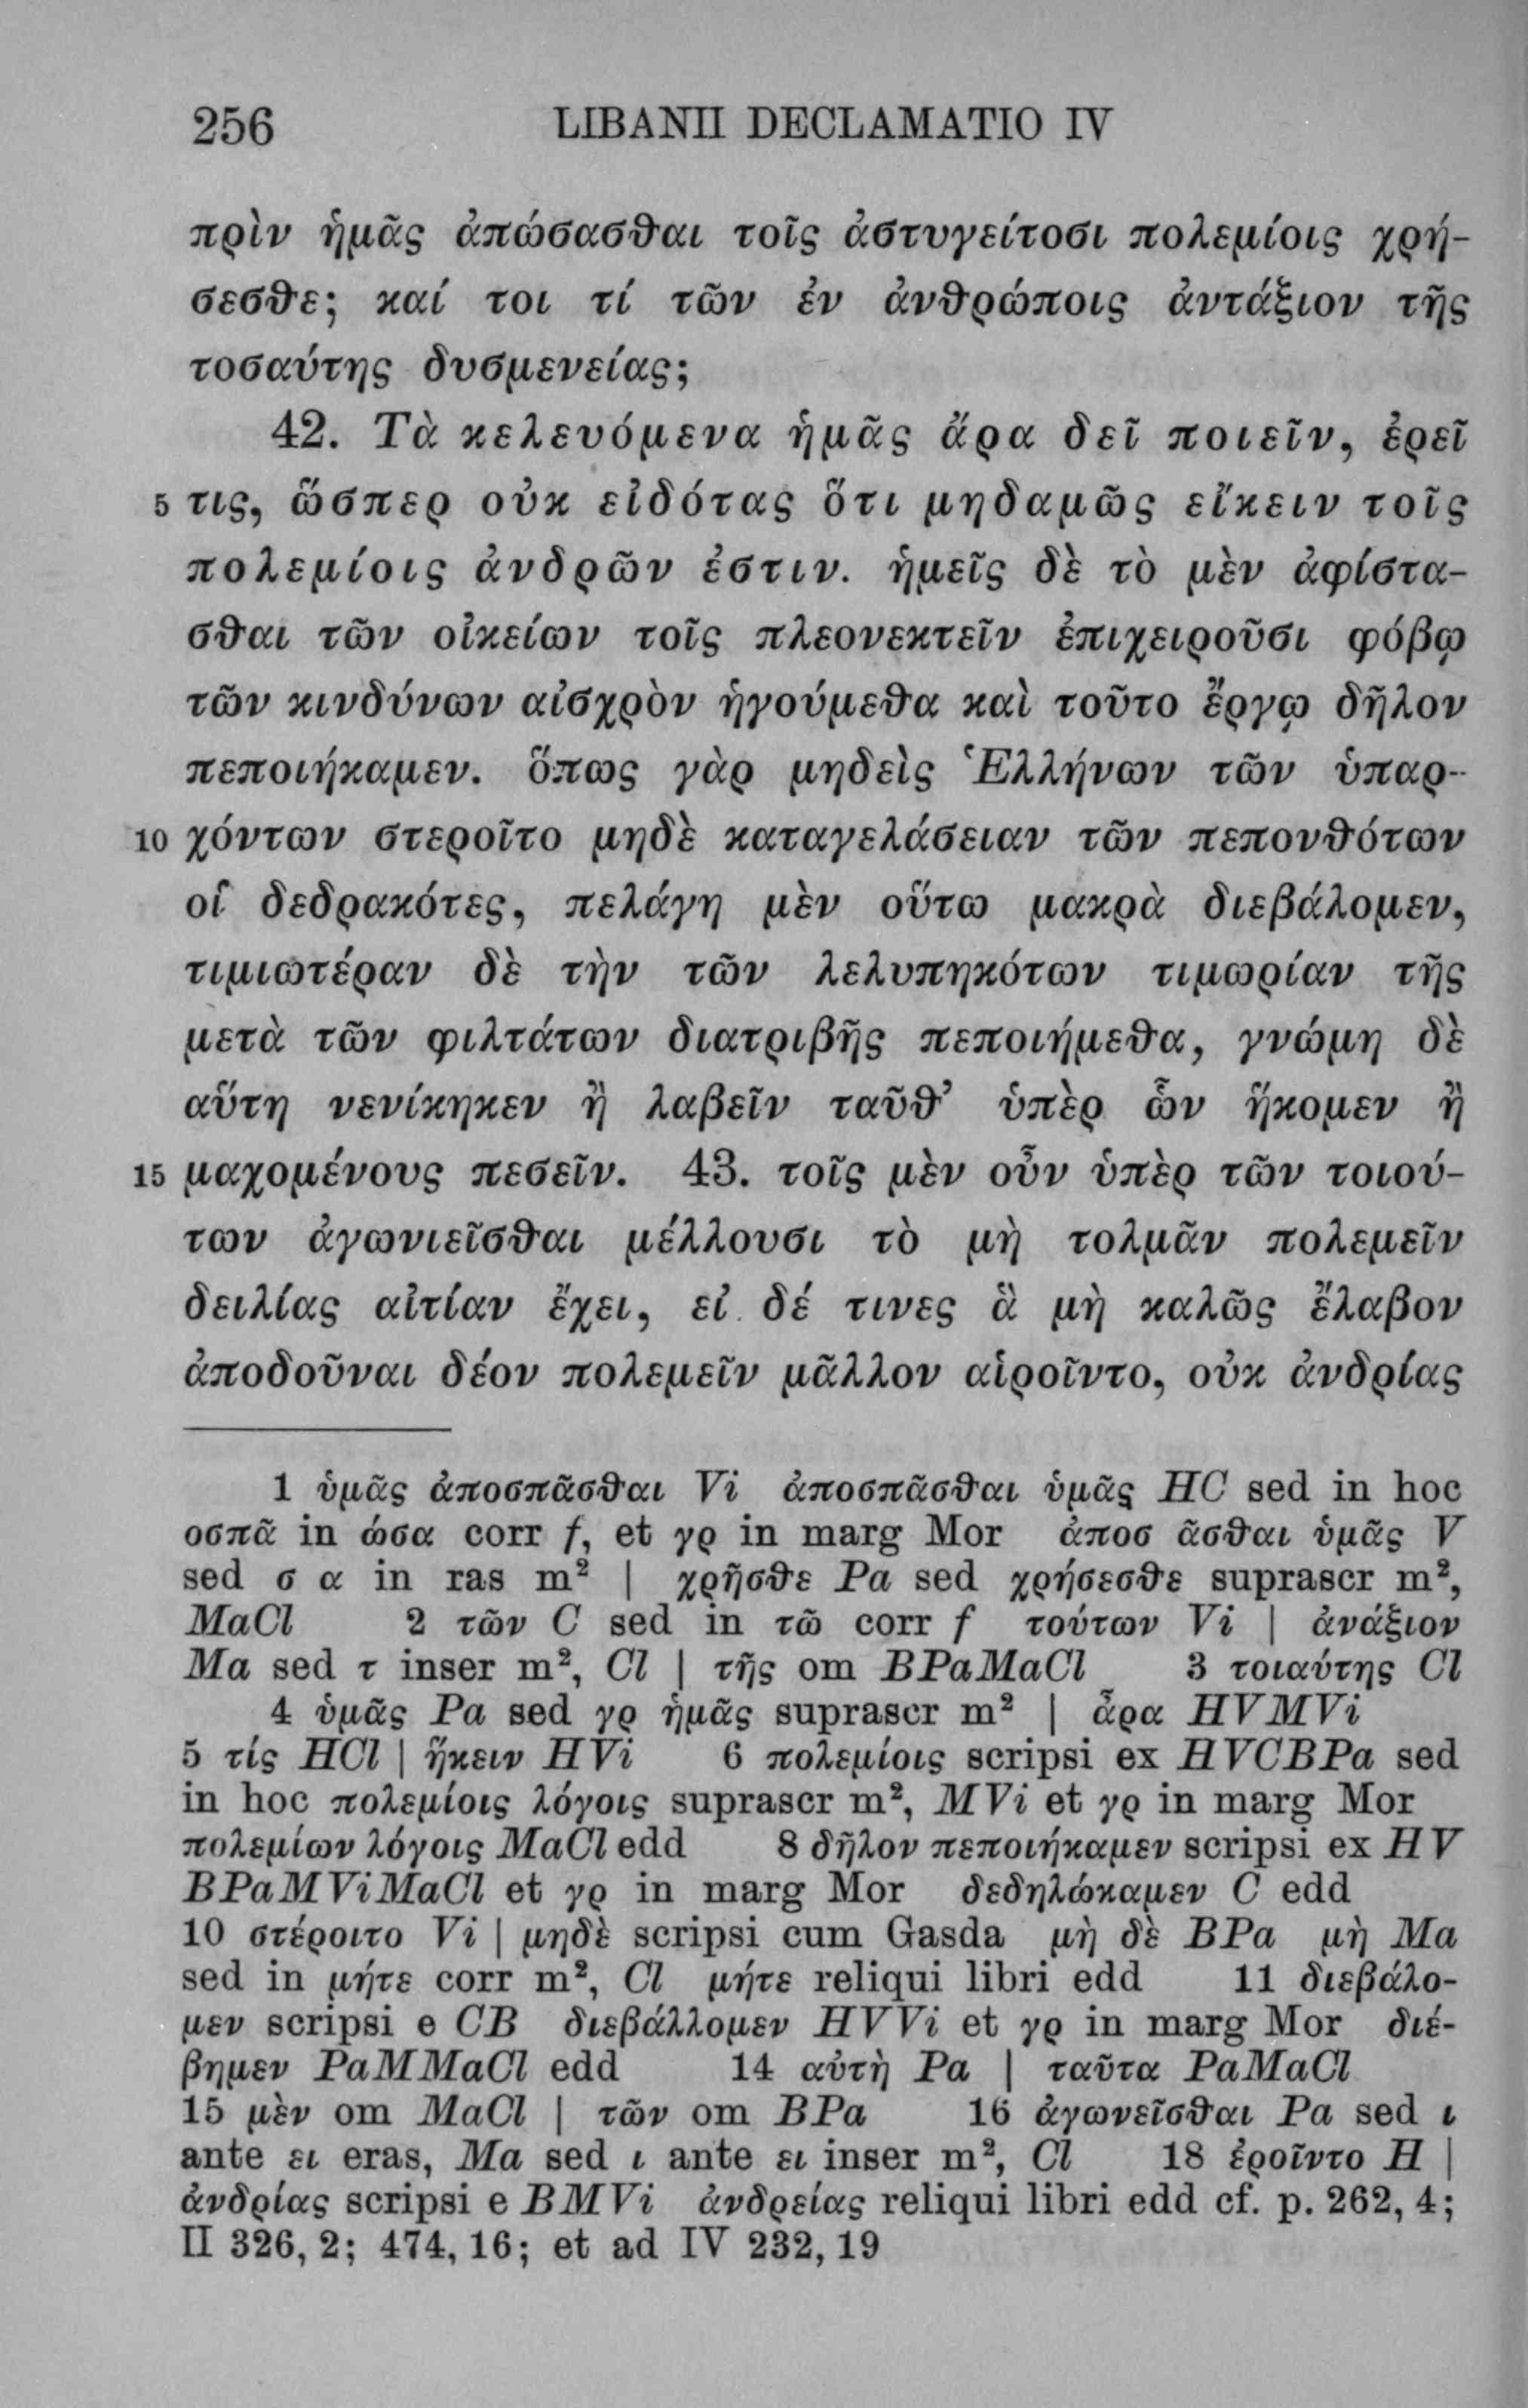 256 LIBANII DECLAMATIO IV
πρὶν ἡμᾶς ἀπώσασθαι τοῖς ἀστυγείτοσι πολεμίοις χρή-
σεσθε; καί τοι τί τῶν ἐν ἀνθρώποις ἀντάξιον τῆς
τοσαύτης δυσμενείας;
42. Τὰ κελευόμενα ἡμᾶς ἄρα δεῖ ποιεῖν, ἐρεῖ
5 τις, ὥσπερ οὐκ εἰδότας ὅτι μηδαμῶς εἴκειν τοῖς
πολεμίοις ἀνδρῶν ἐστιν. ἡμεῖς δὲ τὸ μὲν ἀφίστα-
σθαι τῶν οἰκείων τοῖς πλεονεκτεῖν ἐπιχειροῦσι φόβῳ
τῶν κινδύνων αἰσχρὸν ἡγούμεθα καὶ τοῦτο ἔργῳ δῆλον
πεποιήκαμεν. ὅπως γὰρ μηδεὶς Ἑλλήνων τῶν ὑπαρ-
10 χόντων στεροῖτο μηδὲ καταγελάσειαν τῶν πεπονθότων
οἱ δεδρακότες, πελάγη μὲν οὕτω μακρὰ διεβάλομεν,
τιμιωτέραν δὲ τὴν τῶν λελυπηκότων τιμωρίαν τῆς
μετὰ τῶν φιλτάτων διατριβῆς πεποιήμεθα, γνώμη δὲ
αὕτη νενίκηκεν ἢ λαβεῖν ταῦθ’ ὑπὲρ ὧν ἥκομεν ἢ
15 μαχομένους πεσεῖν. 43. τοῖς μὲν οὖν ὑπὲρ τῶν τοιού-
των ἀγωνιεῖσθαι μέλλουσι τὸ μὴ τολμᾶν πολεμεῖν
δειλίας αἰτίαν ἔχει, εἰ δέ τινες ἃ μὴ καλῶς ἔλαβον
ἀποδοῦναι δέον πολεμεῖν μᾶλλον αἱροῖντο, οὐκ ἀνδρίας
1 ὑμᾶς ἀποσπᾶσθαι Vi ἀποσπᾶσθαι ὑμᾶς HC sed in hoc
οσπᾶ in ώσα corr f, et γρ in marg Mor ἀποσ ᾶσθαι ὑμᾶς V
sed σ α in ras m² | χρῆσθε Pa sed χρήσεσθε suprascr m²,
MaCl 2 τῶν C sed in τῶ corr f τούτων Vi | ἀνάξιον
Ma sed τ inser m², Cl | τῆς om BPaMaCl 3 τοιαύτης Cl
4 ὑμᾶς Pa sed γρ ἡμᾶς suprascr m² | ἆρα HVMVi
5 τίς HCl | ἥκειν HVi 6 πολεμίοις scripsi ex HVCBPa sed
in hoc πολεμίοις λόγοις suprascr m², MVi et γρ in marg Mor
πολεμίων λόγοις MaCl edd 8 δῆλον πεποιήκαμεν scripsi ex HV
BPaMViMaCl et γρ in marg Mor δεδηλώκαμεν C edd
10 στέροιτο Vi | μηδὲ scripsi cum Gasda μὴ δὲ BPa μὴ Ma
sed in μήτε corr m², Cl μήτε reliqui libri edd 11 διεβάλο-
μεν scripsi e CB διεβάλλομεν HVVi et γρ in marg Mor διέ-
βημεν PaMMaCl edd 14 αὐτὴ Pa | ταῦτα PaMaCl
15 μὲν om MaCl | τῶν om BPa 16 ἀγωνεῖσθαι Pa sed ι
ante ει eras, Ma sed ι ante ει inser m², Cl 18 ἐροῖντο H |
ἀνδρίας scripsi e BMVi ἀνδρείας reliqui libri edd cf. p. 262, 4;
II 326, 2; 474, 16; et ad IV 232, 19